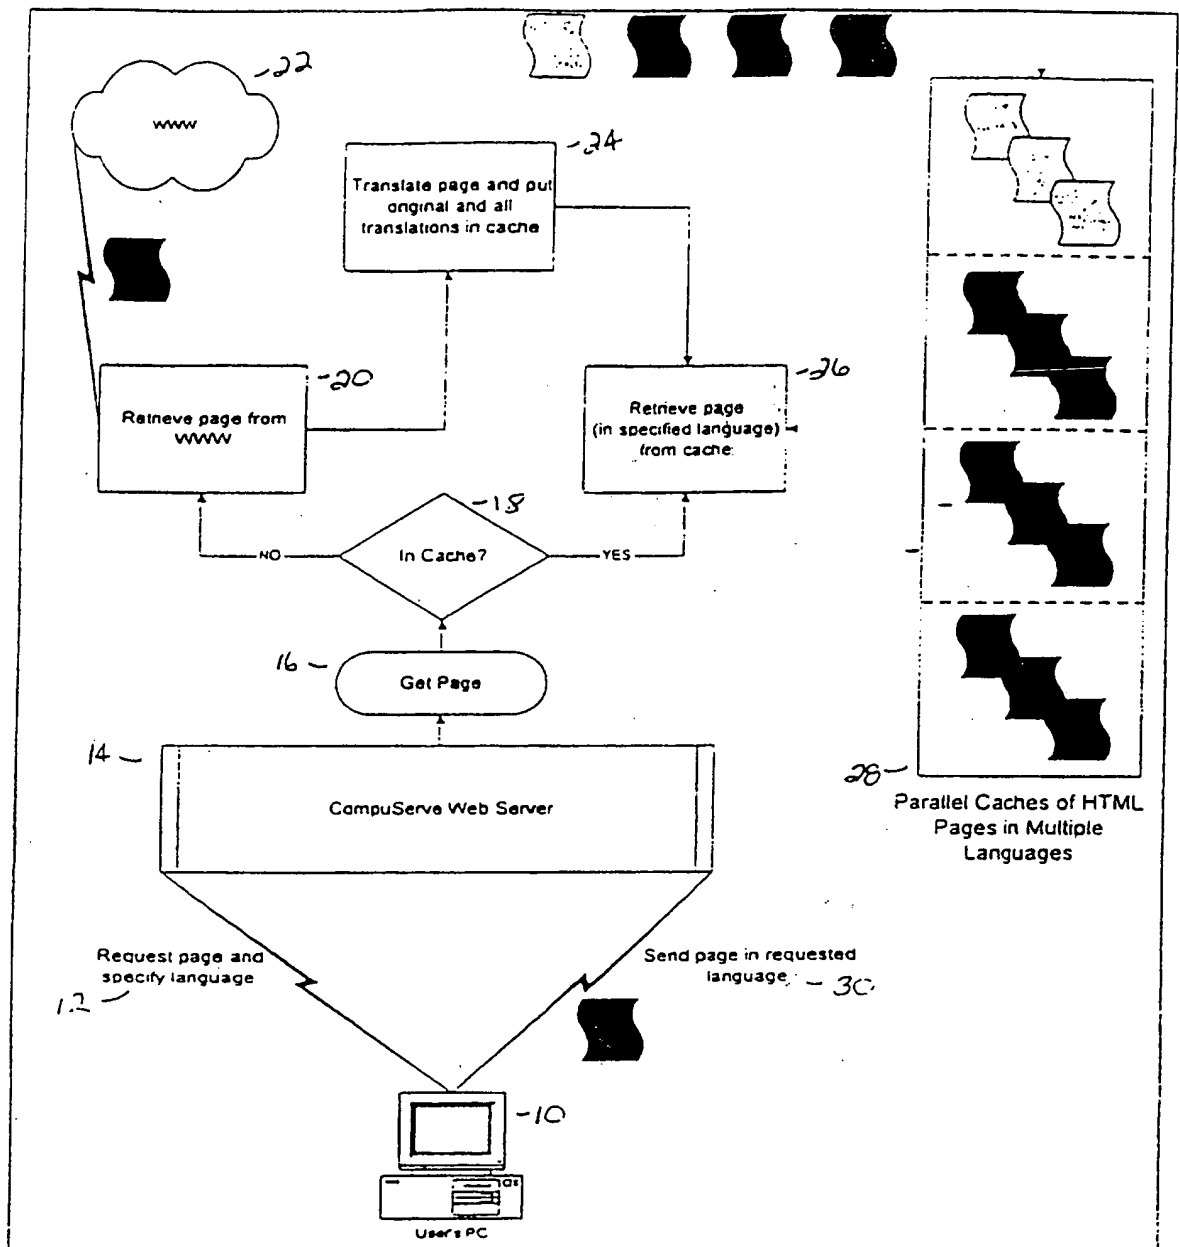 22
WWW
24
Translate page and put
original and all
translations in cache
20
Retrieve page from
WWW
26
Retrieve page
(in specified language)
from cache.
18
In Cache?
NO
YES
16
Get Page
14
CompuServe Web Server
28
Parallel Caches of HTML
Pages in Multiple
Languages
Request page and
specify language
12
Send page in requested
language
30
10
User's PC